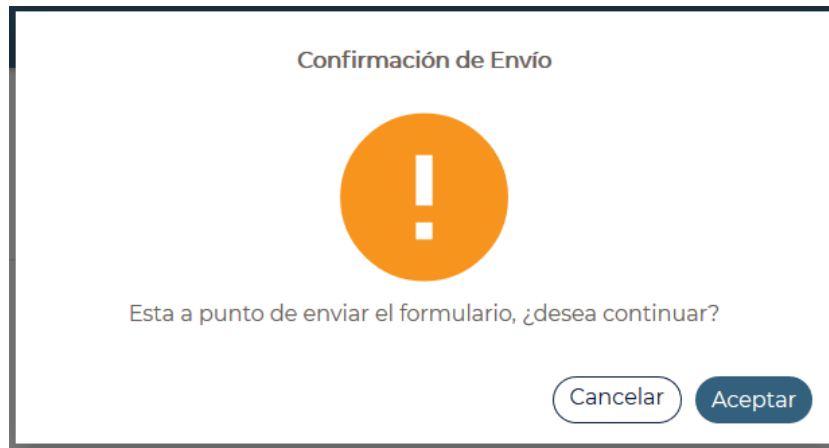 Confirmación de Envío
Esta a punto de enviar el formulario, ¿desea continuar?
Cancelar
Aceptar